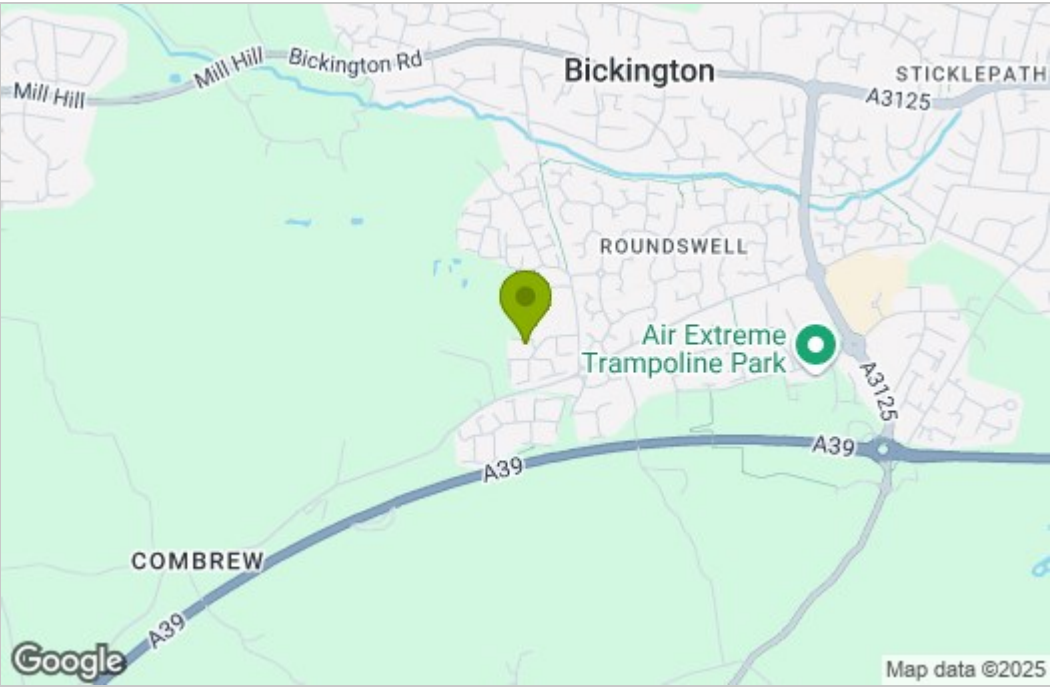 Mill Hill
Mill Hill
Bickington Rd
Bickington
STICKLEPATH
A3125
ROUNDSWELL
Air Extreme
Trampoline Park
A3125
A39
A39
COMBREW
A39
Google
Map data ©2025